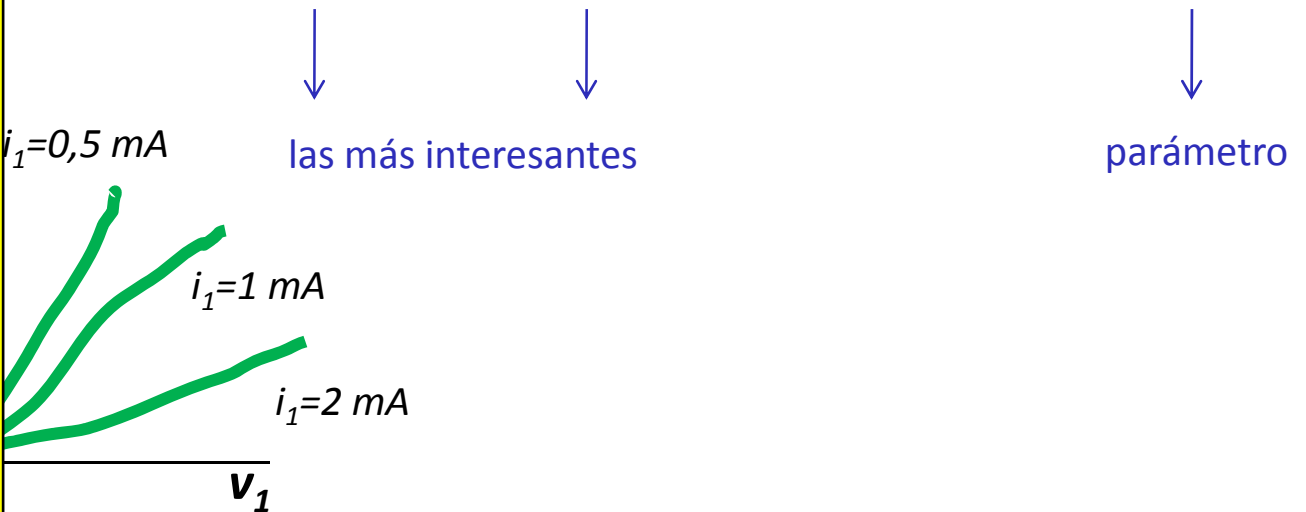 i₁=0,5 mA
las más interesantes
parámetro
i₁=1 mA
i₁=2 mA
v₁